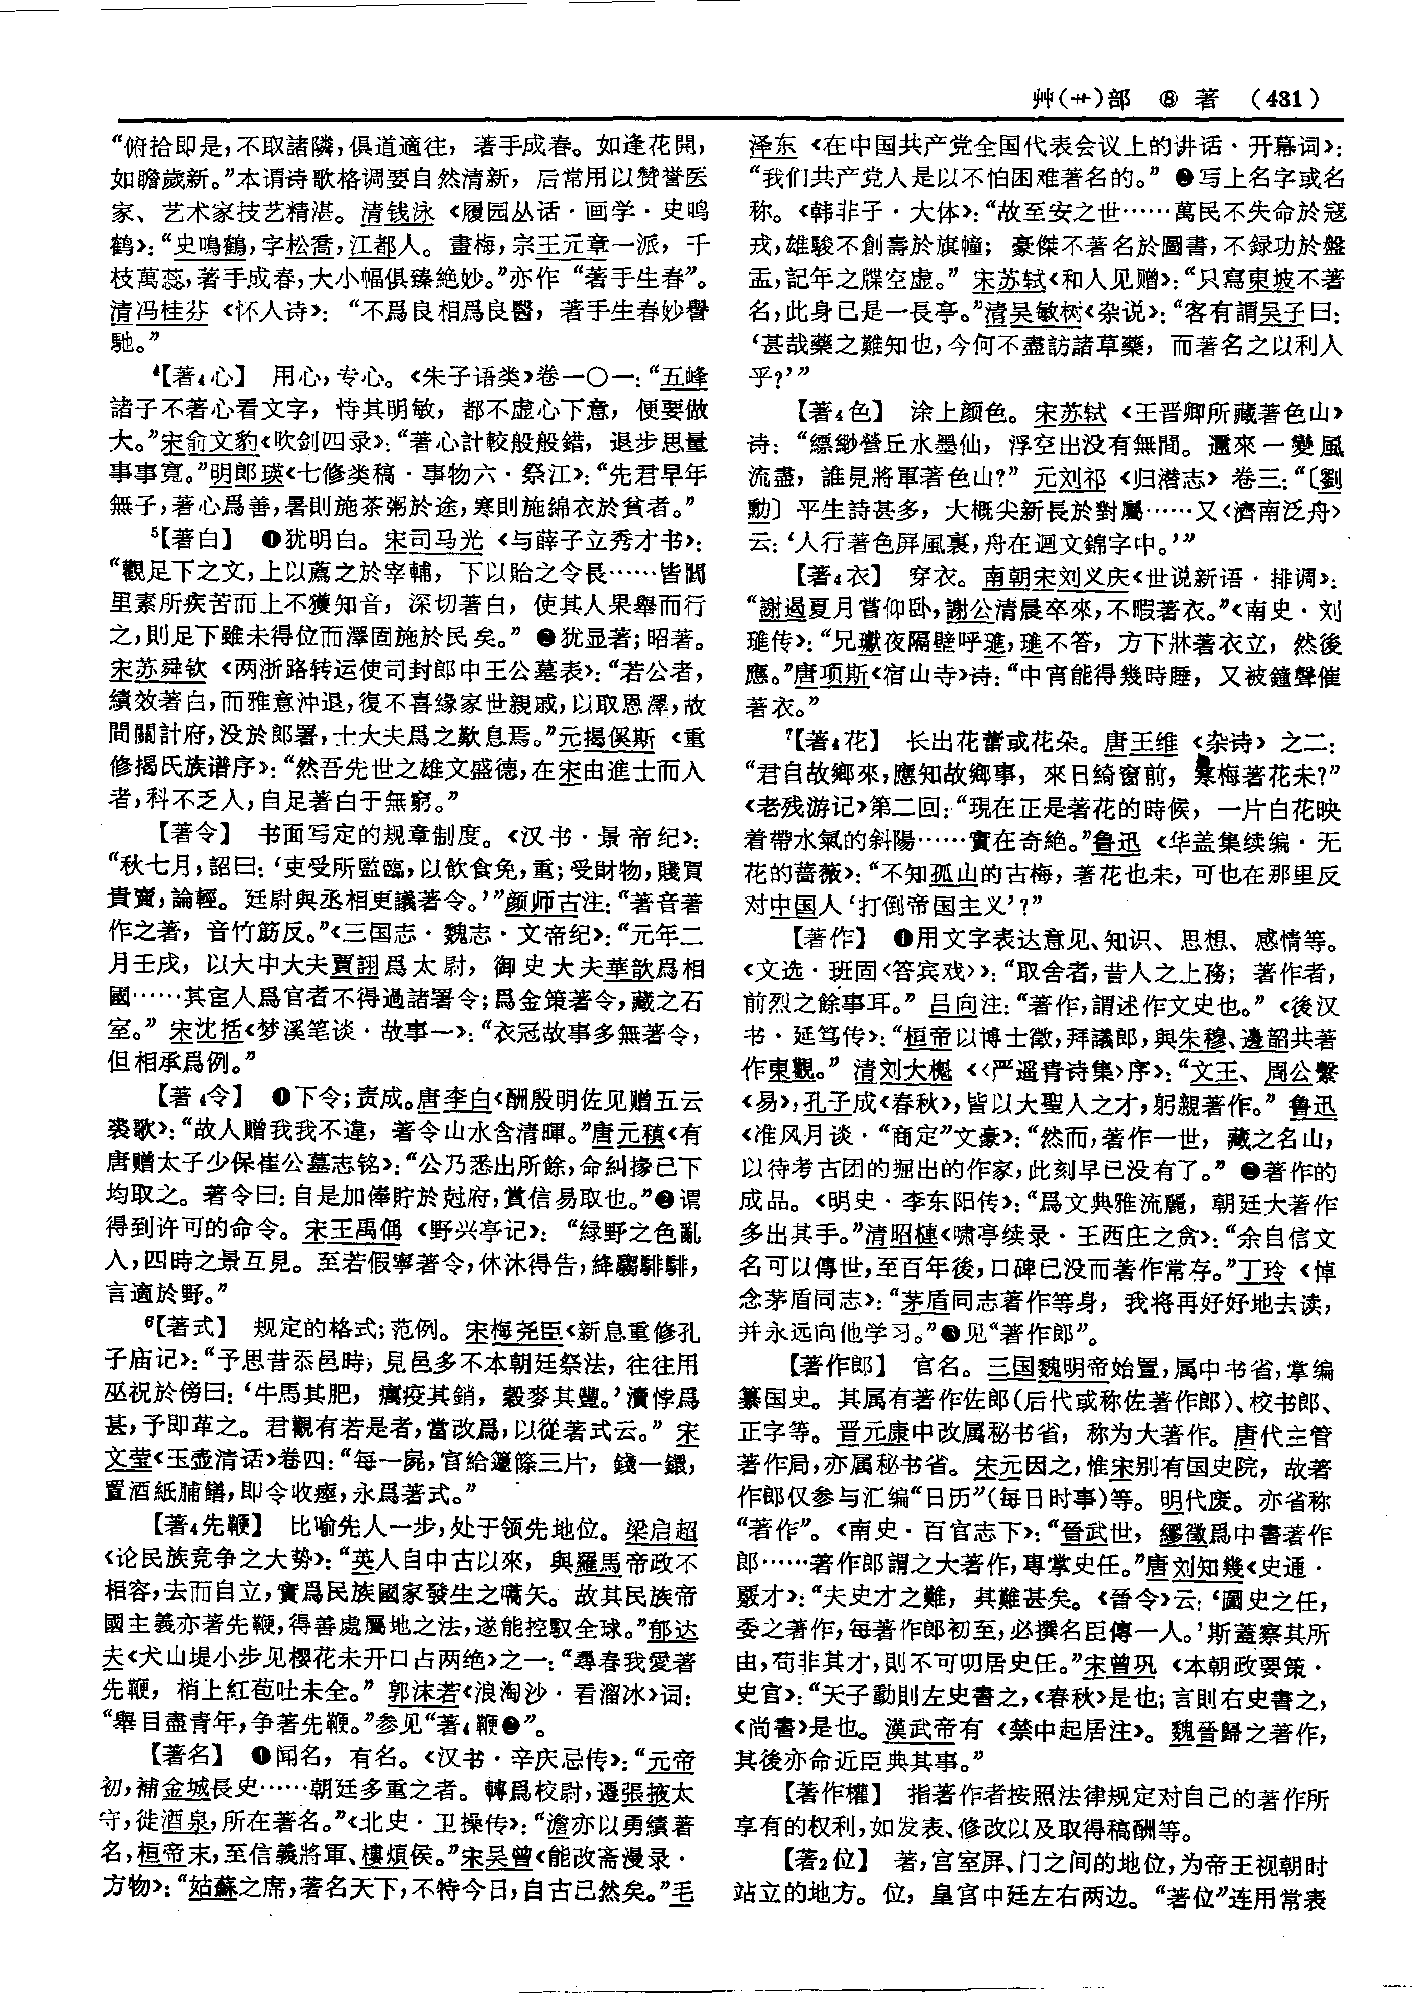 艸(艹)部 ⑧ 著 (431)
“俯拾即是，不取諸隣，俱道適往，著手成春。如逢花開，
如瞻歲新。”本谓诗歌格调要自然清新，后常用以赞誉医
家、艺术家技艺精湛。清钱泳《履园丛话·画学·史鸣
鹤》：“史鳴鶴，字松喬，江都人。畫梅，宗王元章一派，千
枝萬蕊，著手成春，大小幅俱臻絶妙。”亦作“著手生春”。
清冯桂芬《怀人诗》：“不爲良相爲良醫，著手生春妙譽
馳。”
⁴【著₄心】 用心，专心。《朱子语类》卷一〇一：“五峰
諸子不著心看文字，恃其明敏，都不虚心下意，便要做
大。”宋俞文豹《吹剑四录》：“著心計較般般錯，退步思量
事事寬。”明郎瑛《七修类稿·事物六·祭江》：“先君早年
無子，著心爲善，暑則施茶粥於途，寒則施綿衣於貧者。”
⁵【著白】 ❶犹明白。宋司马光《与薛子立秀才书》：
“觀足下之文，上以薦之於宰輔，下以貽之令長……皆閭
里素所疾苦而上不獲知音，深切著白，使其人果舉而行
之，則足下雖未得位而澤固施於民矣。”❷犹显著；昭著。
宋苏舜钦《两浙路转运使司封郎中王公墓表》：“若公者，
績效著白，而雅意沖退，復不喜緣家世親戚，以取恩澤，故
間關計府，没於郎署，士大夫爲之歎息焉。”元揭傒斯《重
修揭氏族谱序》：“然吾先世之雄文盛德，在宋由進士而入
者，科不乏人，自足著白于無窮。”
【著令】 书面写定的规章制度。《汉书·景帝纪》：
“秋七月，詔曰：‘吏受所監臨，以飲食免，重；受財物，賤買
貴賣，論輕。廷尉與丞相更議著令。’”颜师古注：“著音著
作之著，音竹筯反。”《三国志·魏志·文帝纪》：“元年二
月壬戌，以大中大夫賈詡爲太尉，御史大夫華歆爲相
國……其宦人爲官者不得過諸署令；爲金策著令，藏之石
室。”宋沈括《梦溪笔谈·故事一》：“衣冠故事多無著令，
但相承爲例。”
【著₄令】 ❶下令；责成。唐李白《酬殷明佐见赠五云
裘歌》：“故人贈我我不違，著令山水含清暉。”唐元稹《有
唐赠太子少保崔公墓志铭》：“公乃悉出所餘，命糾掾已下
均取之。著令曰：自是加俸貯於兙府，賞信易取也。”❷谓
得到许可的命令。宋王禹偁《野兴亭记》：“緑野之色亂
人，四時之景互見。至若假寧著令，休沐得告，絳騶騑騑，
言適於野。”
⁶【著式】 规定的格式；范例。宋梅尧臣《新息重修孔
子庙记》：“予思昔忝邑時，見邑多不本朝廷祭法，往往用
巫祝於傍曰：‘牛馬其肥，癘疫其銷，穀麥其豐。’瀆悖爲
甚，予即革之。君觀有若是者，當改爲，以從著式云。”宋
文莹《玉壶清话》卷四：“每一屍，官給籧篨三片，錢一鐶，
置酒紙脯鐥，即令收瘞，永爲著式。”
【著₄先鞭】 比喻先人一步，处于领先地位。梁启超
《论民族竞争之大势》：“英人自中古以來，與羅馬帝政不
相容，去而自立，實爲民族國家發生之嚆矢。故其民族帝
國主義亦著先鞭，得善處屬地之法，遂能控馭全球。”郁达
夫《犬山堤小步见樱花未开口占两绝》之一：“尋春我愛著
先鞭，梢上紅苞吐未全。”郭沫若《浪淘沙·看溜冰》词：
“舉目盡青年，争著先鞭。”参见“著₄鞭❷”。
【著名】 ❶闻名，有名。《汉书·辛庆忌传》：“元帝
初，補金城長史……朝廷多重之者。轉爲校尉，遷張掖太
守，徙酒泉，所在著名。”《北史·卫操传》：“澹亦以勇績著
名，桓帝末，至信義將軍、樓煩侯。”宋吴曾《能改斋漫录·
方物》：“姑蘇之席，著名天下，不特今日，自古已然矣。”毛
泽东《在中国共产党全国代表会议上的讲话·开幕词》：
“我们共产党人是以不怕困难著名的。”❷写上名字或名
称。《韩非子·大体》：“故至安之世……萬民不失命於寇
戎，雄駿不創壽於旗幢；豪傑不著名於圖書，不録功於盤
盂，記年之牒空虚。”宋苏轼《和人见赠》：“只寫東坡不著
名，此身已是一長亭。”清吴敏树《杂说》：“客有謂吴子曰：
‘甚哉藥之難知也，今何不盡訪諸草藥，而著名之以利人
乎？’”
【著₄色】 涂上颜色。宋苏轼《王晋卿所藏著色山》
诗：“縹緲營丘水墨仙，浮空出没有無間。邇來一變風
流盡，誰見將軍著色山？”元刘祁《归潜志》卷三：“〔劉
勳〕平生詩甚多，大概尖新長於對屬……又《濟南泛舟》
云：‘人行著色屏風裏，舟在迴文錦字中。’”
【著₄衣】 穿衣。南朝宋刘义庆《世说新语·排调》：
“謝遏夏月嘗仰卧，謝公清晨卒來，不暇著衣。”《南史·刘
琎传》：“兄瓛夜隔壁呼璡，璡不答，方下牀著衣立，然後
應。”唐项斯《宿山寺》诗：“中宵能得幾時睡，又被鐘聲催
著衣。”
⁷【著₄花】 长出花蕾或花朵。唐王维《杂诗》之二：
“君自故鄉來，應知故鄉事，來日綺窗前，寒梅著花未？”
《老残游记》第二回：“現在正是著花的時候，一片白花映
着帶水氣的斜陽……實在奇絶。”鲁迅《华盖集续编·无
花的蔷薇》：“不知孤山的古梅，著花也未，可也在那里反
对中国人‘打倒帝国主义’？”
【著作】 ❶用文字表达意见、知识、思想、感情等。
《文选·班固〈答宾戏〉》：“取舍者，昔人之上務；著作者，
前烈之餘事耳。”吕向注：“著作，謂述作文史也。”《後汉
书·延笃传》：“桓帝以博士徵，拜議郎，與朱穆、邊韶共著
作東觀。”清刘大櫆《〈严遥青诗集〉序》：“文王、周公繫
《易》，孔子成《春秋》，皆以大聖人之才，躬親著作。”鲁迅
《准风月谈·“商定”文豪》：“然而，著作一世，藏之名山，
以待考古团的掘出的作家，此刻早已没有了。”❷著作的
成品。《明史·李东阳传》：“爲文典雅流麗，朝廷大著作
多出其手。”清昭槤《啸亭续录·王西庄之贪》：“余自信文
名可以傳世，至百年後，口碑已没而著作常存。”丁玲《悼
念茅盾同志》：“茅盾同志著作等身，我将再好好地去读，
并永远向他学习。”❸见“著作郎”。
【著作郎】 官名。三国魏明帝始置，属中书省，掌编
纂国史。其属有著作佐郎（后代或称佐著作郎）、校书郎、
正字等。晋元康中改属秘书省，称为大著作。唐代主管
著作局，亦属秘书省。宋元因之，惟宋别有国史院，故著
作郎仅参与汇编“日历”（每日时事）等。明代废。亦省称
“著作”。《南史·百官志下》：“晉武世，繆徵爲中書著作
郎……著作郎謂之大著作，專掌史任。”唐刘知幾《史通·
覈才》：“夫史才之難，其難甚矣。《晉令》云：‘國史之任，
委之著作，每著作郎初至，必撰名臣傳一人。’斯蓋察其所
由，苟非其才，則不可叨居史任。”宋曾巩《本朝政要策·
史官》：“天子動則左史書之，《春秋》是也；言則右史書之，
《尚書》是也。漢武帝有《禁中起居注》。魏晉歸之著作，
其後亦命近臣典其事。”
【著作權】 指著作者按照法律规定对自己的著作所
享有的权利，如发表、修改以及取得稿酬等。
【著₂位】 著，宫室屏、门之间的地位，为帝王视朝时
站立的地方。位，皇宫中廷左右两边。“著位”连用常表